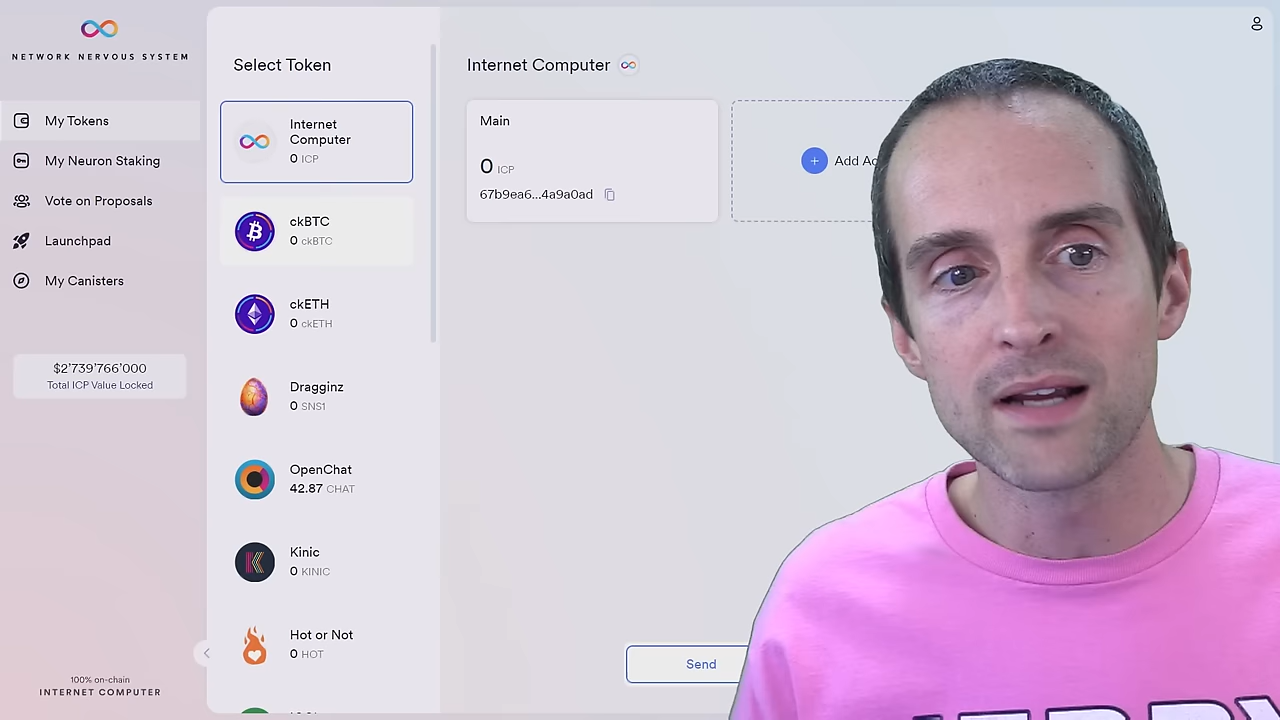 NETWORK NERVOUS SYSTEM
My Tokens
My Neuron Staking
Vote on Proposals
Launchpad
My Canisters
$2’739’766’000
Total ICP Value Locked
100% on-chain
INTERNET COMPUTER
Select Token
Internet
Computer
0 ICP
ckBTC
0 ckBTC
ckETH
0 ckETH
Dragginz
0 SNS1
OpenChat
42.87 CHAT
Kinic
0 KINIC
Hot or Not
0 HOT
Internet Computer
Main
0 ICP
67b9ea6...4a9a0ad
Add Ac
Send